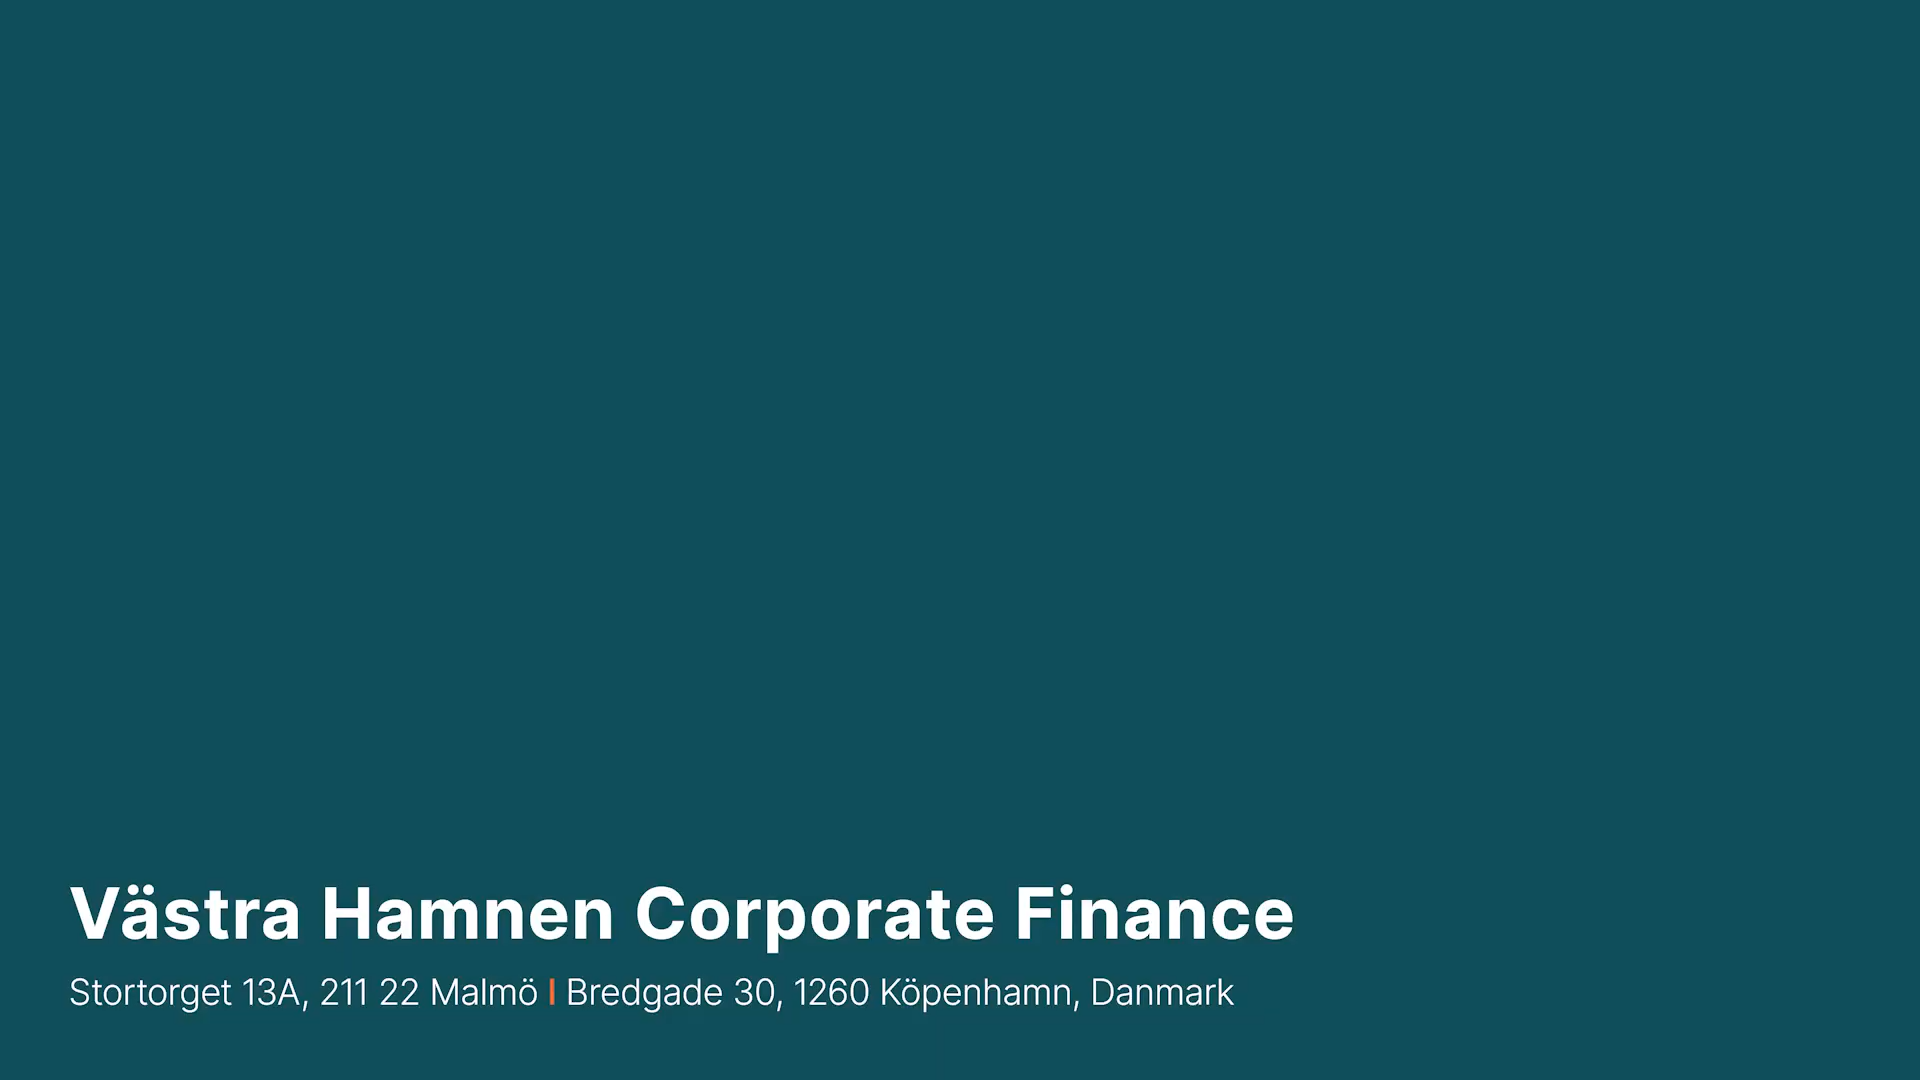 Västra Hamnen Corporate Finance
Stortorget 13A, 211 22 Malmö | Bredgade 30, 1260 Köpenhamn, Danmark